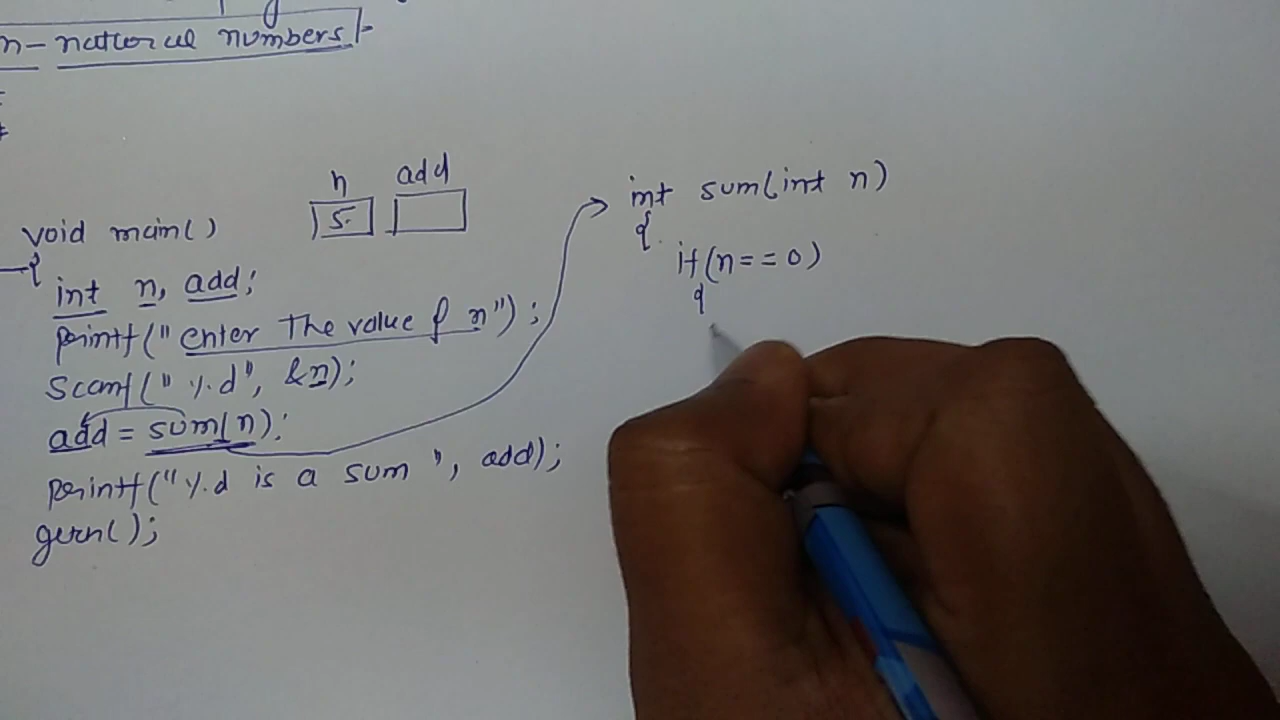 n-natural numbers:-
n add
5.
void main()
{
int n, add;
printf(" enter The value of n");
scanf(" %d", &n);
add = sum(n);
printf("%d is a sum ", add);
getch();
int sum(int n)
{
if(n==0)
{